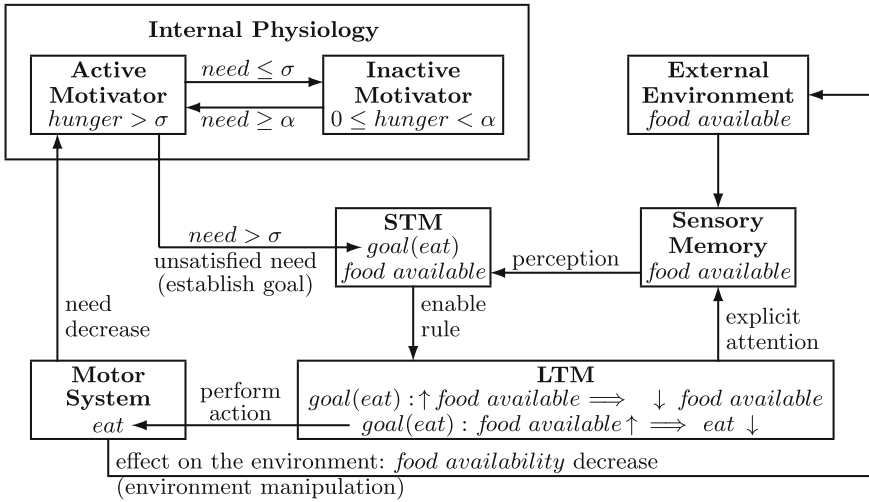 Internal Physiology
Active
Motivator
hunger > σ
need ≤ σ
need ≥ α
Inactive
Motivator
0 ≤ hunger < α
External
Environment
food available
need > σ
unsatisfied need
(establish goal)
STM
goal(eat)
food available
perception
Sensory
Memory
food available
need
decrease
enable
rule
explicit
attention
Motor
System
eat
perform
action
LTM
goal(eat) : ↑ food available ⟹ ↓ food available
goal(eat) : food available ↑ ⟹ eat ↓
effect on the environment: food availability decrease
(environment manipulation)